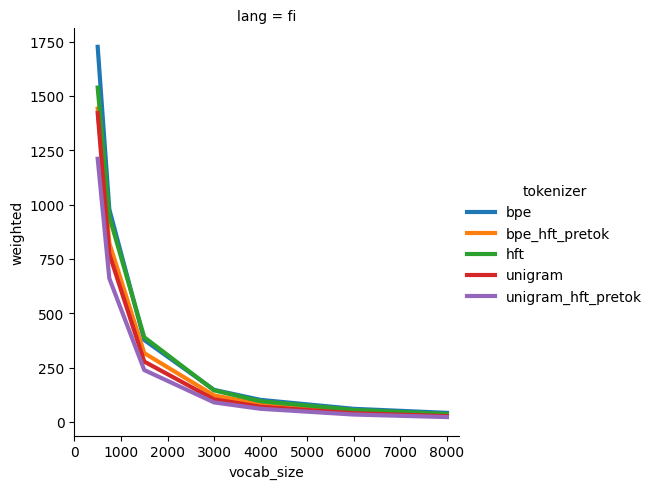 lang = fi
weighted
1750
1500
1250
1000
750
500
250
0
0 1000 2000 3000 4000 5000 6000 7000 8000
vocab_size
tokenizer
bpe
bpe_hft_pretok
hft
unigram
unigram_hft_pretok